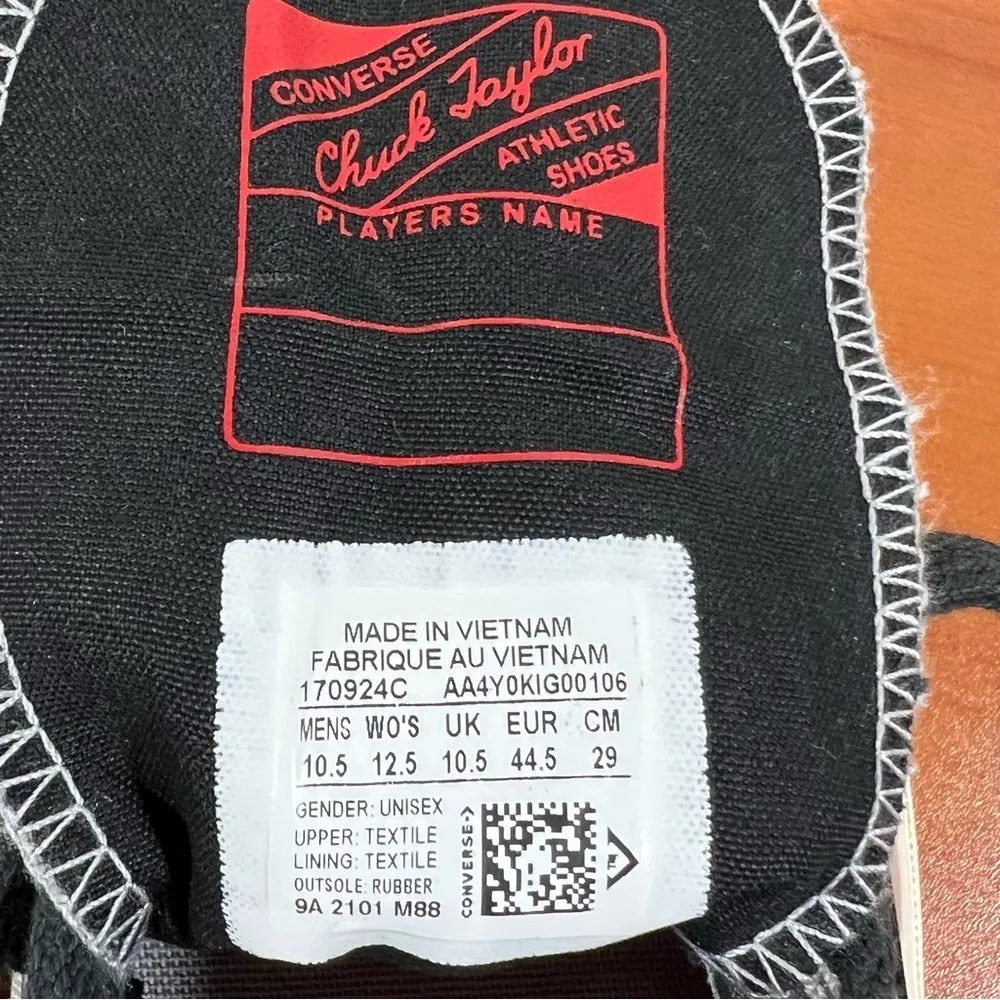 CONVERSE
Chuck Taylor
ATHLETIC
SHOES
PLAYERS NAME
MADE IN VIETNAM
FABRIQUE AU VIETNAM
170924C AA4Y0KIG00106
MENS WO'S UK EUR CM
10.5 12.5 10.5 44.5 29
GENDER: UNISEX
UPPER: TEXTILE
LINING: TEXTILE
OUTSOLE: RUBBER
9A 2101 M88
CONVERSE